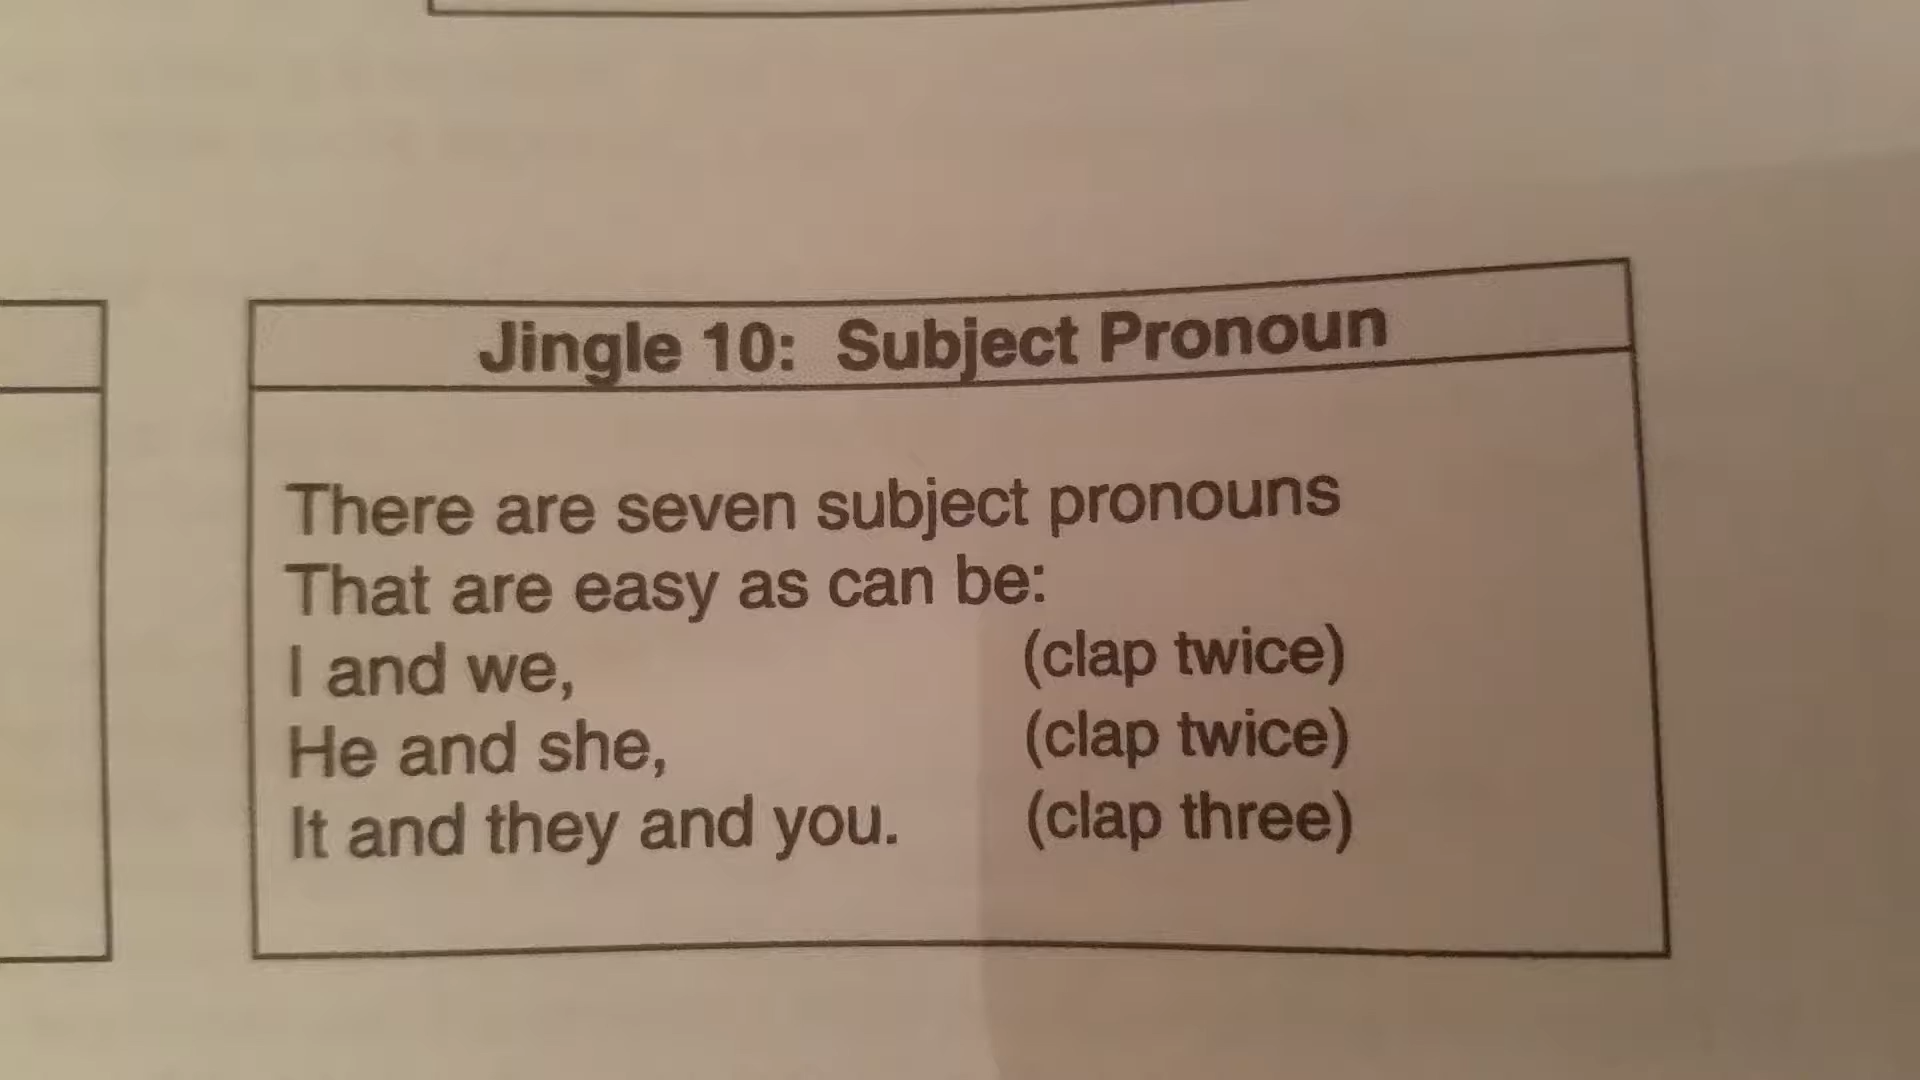 Jingle 10: Subject Pronoun
There are seven subject pronouns
That are easy as can be:
I and we, (clap twice)
He and she, (clap twice)
It and they and you. (clap three)